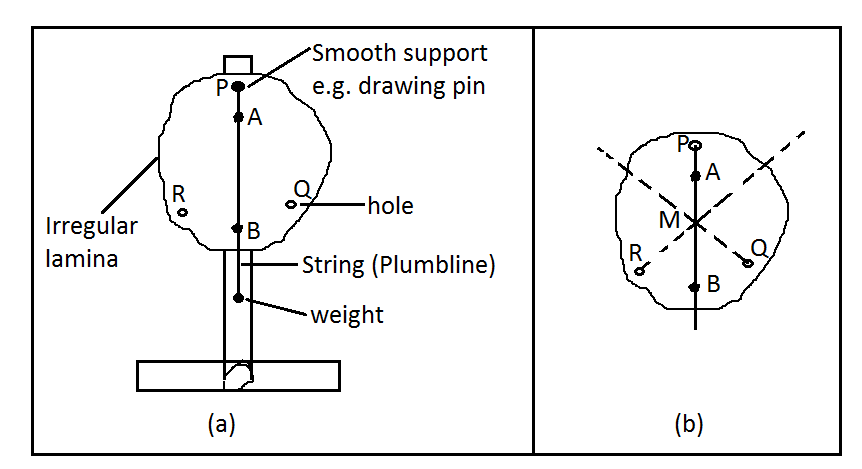 Smooth support
e.g. drawing pin
P
A
R
Q
hole
Irregular
lamina
B
String (Plumbline)
weight
(a)
P
A
M
R
Q
B
(b)